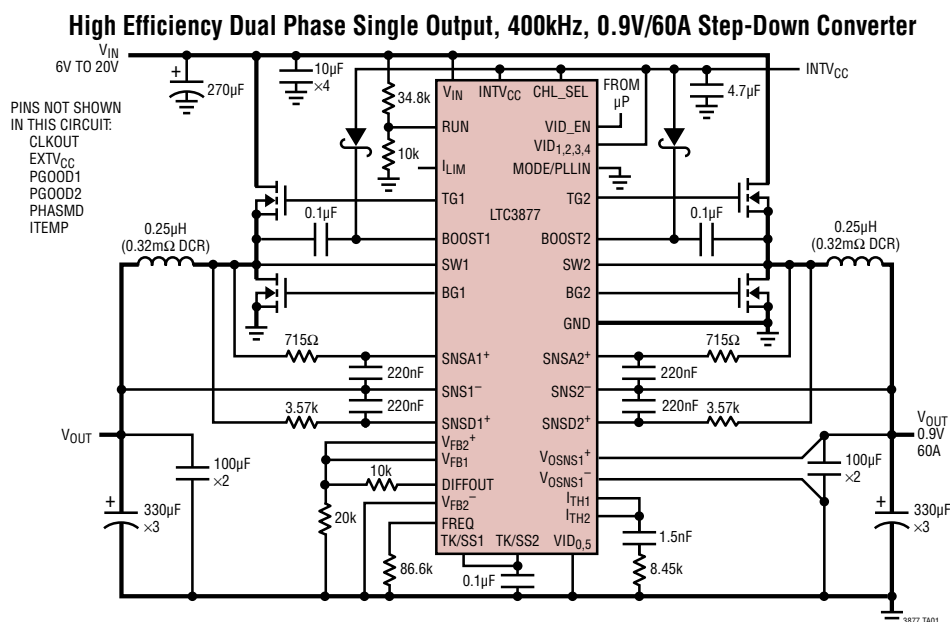 High Efficiency Dual Phase Single Output, 400kHz, 0.9V/60A Step-Down Converter
VIN
6V TO 20V
270µF
10µF
×4
34.8k
10k
4.7µF
INTVCC
PINS NOT SHOWN
IN THIS CIRCUIT:
CLKOUT
EXTVCC
PGOOD1
PGOOD2
PHASMD
ITEMP
VIN
INTVCC
CHL_SEL
FROM
µP
RUN
VID_EN
VID1,2,3,4
ILIM
MODE/PLLIN
TG1
LTC3877
TG2
0.1µF
0.1µF
BOOST1
BOOST2
0.25µH
(0.32mΩ DCR)
0.25µH
(0.32mΩ DCR)
SW1
SW2
BG1
BG2
GND
715Ω
715Ω
SNSA1+
SNSA2+
220nF
220nF
SNS1–
SNS2–
220nF
220nF
3.57k
3.57k
SNSD1+
SNSD2+
VOUT
VOUT
0.9V
60A
VFB2+
VFB1
VOSNS1+
10k
DIFFOUT
VOSNS1–
100µF
×2
100µF
×2
VFB2–
ITH1
ITH2
330µF
×3
330µF
×3
20k
FREQ
1.5nF
TK/SS1
TK/SS2
VID0,5
86.6k
0.1µF
8.45k
3877 TA01